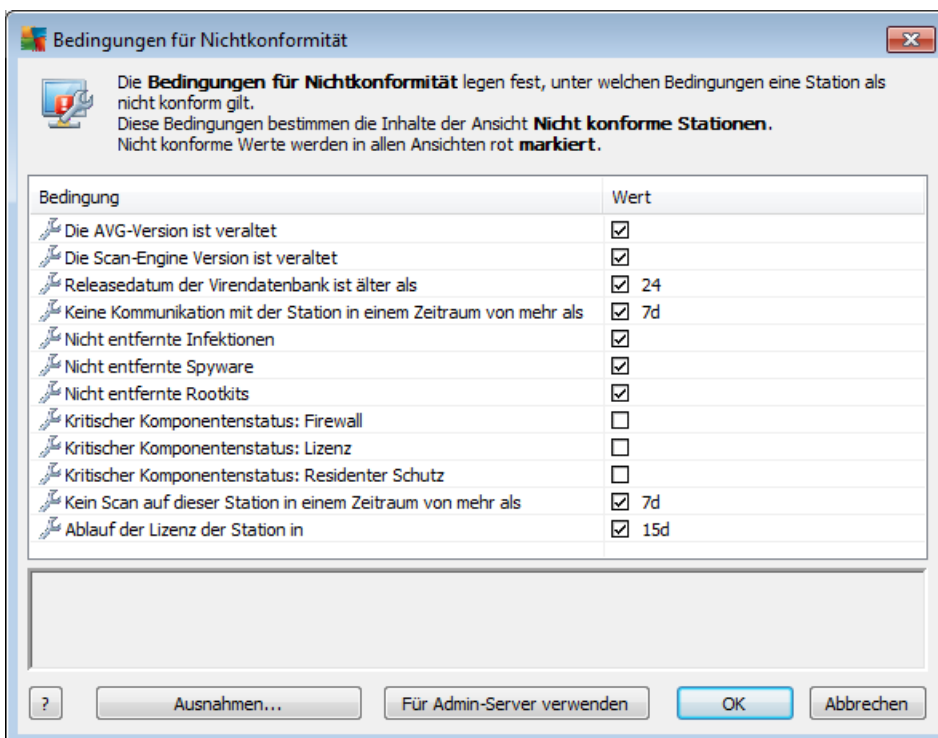 Bedingungen für Nichtkonformität
Die Bedingungen für Nichtkonformität legen fest, unter welchen Bedingungen eine Station als
nicht konform gilt.
Diese Bedingungen bestimmen die Inhalte der Ansicht Nicht konforme Stationen.
Nicht konforme Werte werden in allen Ansichten rot markiert.
Bedingung Wert
Die AVG-Version ist veraltet
Die Scan-Engine Version ist veraltet
Releasedatum der Virendatenbank ist älter als 24
Keine Kommunikation mit der Station in einem Zeitraum von mehr als 7d
Nicht entfernte Infektionen
Nicht entfernte Spyware
Nicht entfernte Rootkits
Kritischer Komponentenstatus: Firewall
Kritischer Komponentenstatus: Lizenz
Kritischer Komponentenstatus: Residenter Schutz
Kein Scan auf dieser Station in einem Zeitraum von mehr als 7d
Ablauf der Lizenz der Station in 15d
? Ausnahmen... Für Admin-Server verwenden OK Abbrechen